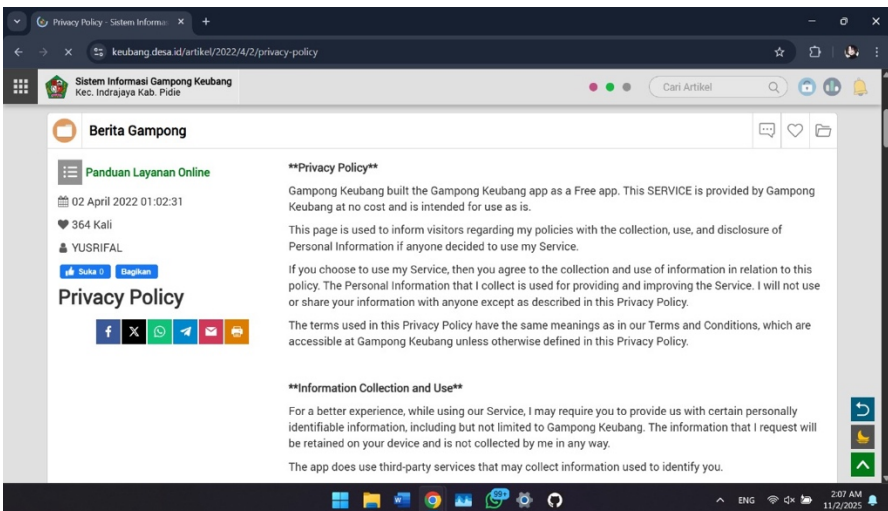 Privacy Policy - Sistem Informa
keubang.desa.id/artikel/2022/4/2/privacy-policy
Sistem Informasi Gampong Keubang
Kec. Indrajaya Kab. Pidie
Cari Artikel
Berita Gampong
Panduan Layanan Online
02 April 2022 01:02:31
364 Kali
YUSRIFAL
Suka 0 Bagikan
Privacy Policy
**Privacy Policy**
Gampong Keubang built the Gampong Keubang app as a Free app. This SERVICE is provided by Gampong
Keubang at no cost and is intended for use as is.
This page is used to inform visitors regarding my policies with the collection, use, and disclosure of
Personal Information if anyone decided to use my Service.
If you choose to use my Service, then you agree to the collection and use of information in relation to this
policy. The Personal Information that I collect is used for providing and improving the Service. I will not use
or share your information with anyone except as described in this Privacy Policy.
The terms used in this Privacy Policy have the same meanings as in our Terms and Conditions, which are
accessible at Gampong Keubang unless otherwise defined in this Privacy Policy.
**Information Collection and Use**
For a better experience, while using our Service, I may require you to provide us with certain personally
identifiable information, including but not limited to Gampong Keubang. The information that I request will
be retained on your device and is not collected by me in any way.
The app does use third-party services that may collect information used to identify you.
99+
ENG
2:07 AM
11/2/2025